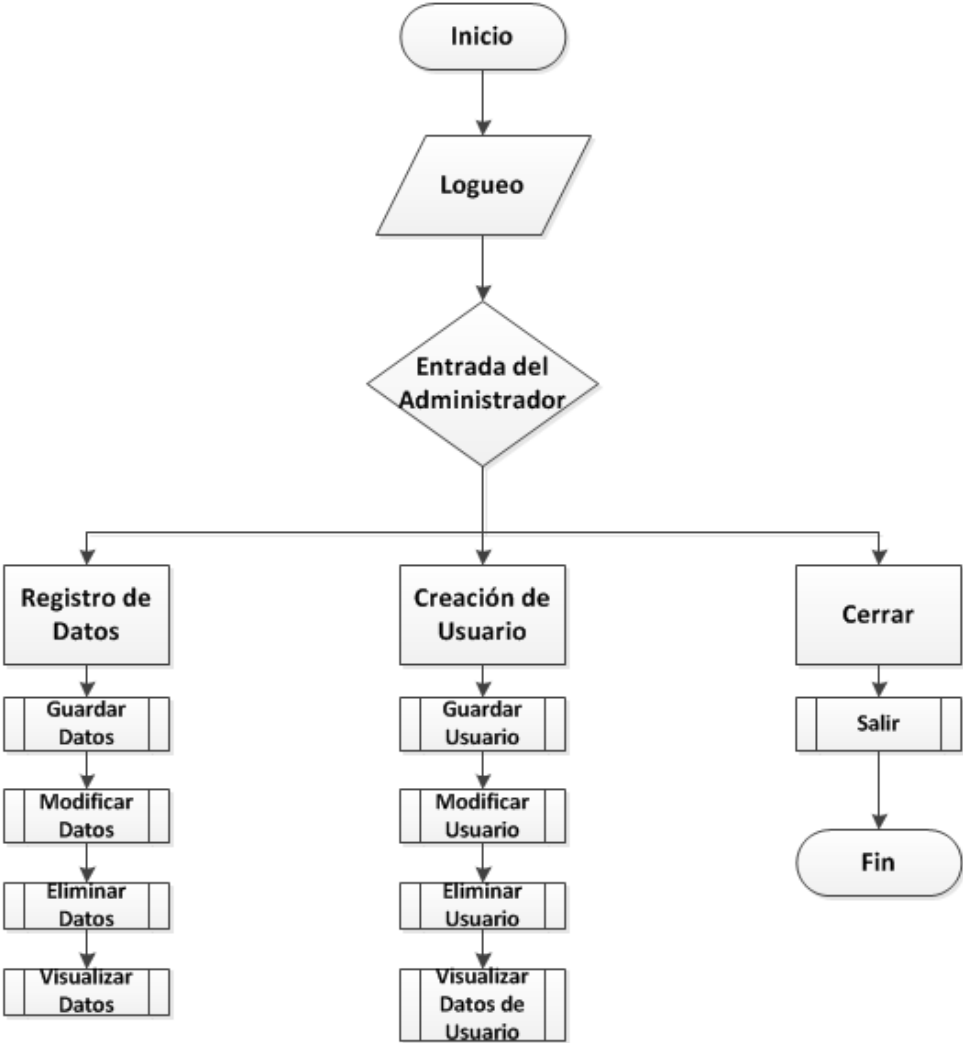 Inicio
Logueo
Entrada del
Administrador
Registro de
Datos
Guardar
Datos
Modificar
Datos
Eliminar
Datos
Visualizar
Datos
Creación de
Usuario
Guardar
Usuario
Modificar
Usuario
Eliminar
Usuario
Visualizar
Datos de
Usuario
Cerrar
Salir
Fin